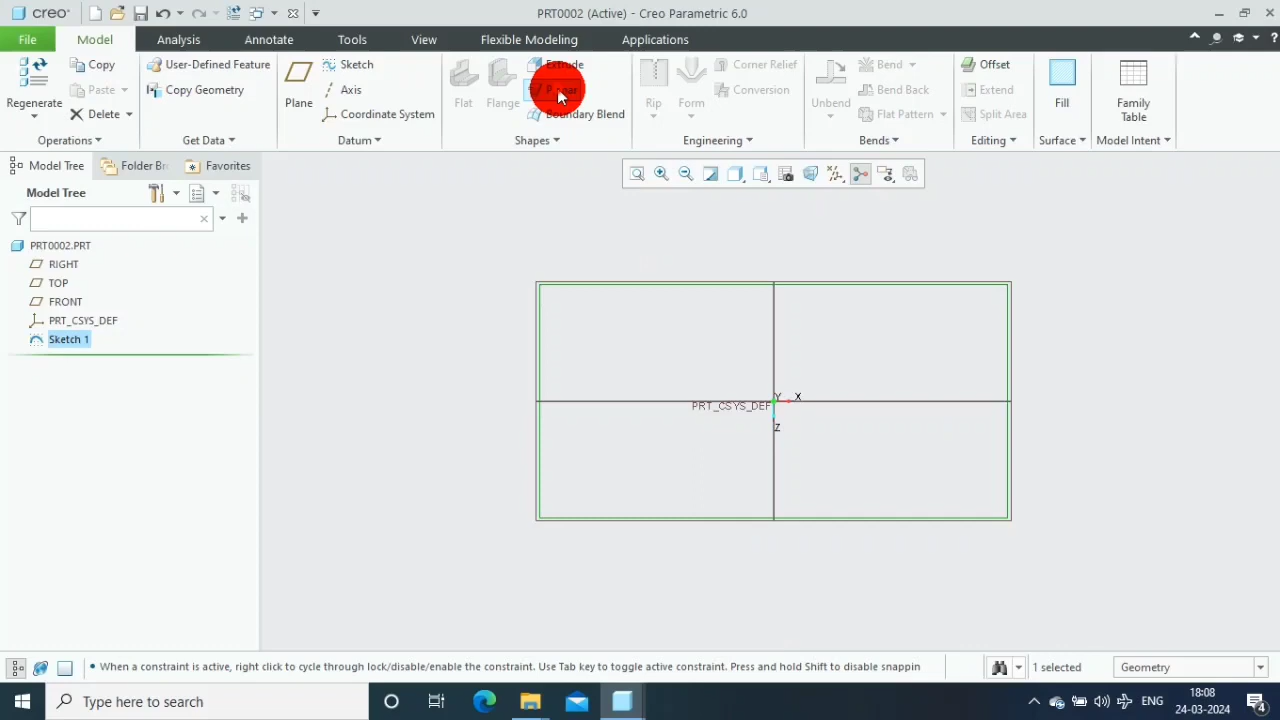 creo PRT0002 (Active) - Creo Parametric 6.0
File Model Analysis Annotate Tools View Flexible Modeling Applications
Regenerate Copy Paste Delete User-Defined Feature Copy Geometry Plane Sketch Axis Coordinate System Flat Flange Extrude Boundary Blend Rip Form Corner Relief Conversion Unbend Bend Bend Back Flat Pattern Offset Extend Split Area Fill Family Table
Operations Get Data Datum Shapes Engineering Bends Editing Surface Model Intent
Model Tree Folder Br Favorites
Model Tree
PRT0002.PRT
RIGHT
TOP
FRONT
PRT_CSYS_DEF
Sketch 1
Y X
PRT_CSYS_DEF
Z
• When a constraint is active, right click to cycle through lock/disable/enable the constraint. Use Tab key to toggle active constraint. Press and hold Shift to disable snappin 1 selected Geometry
Type here to search ENG 18:08
24-03-2024 4